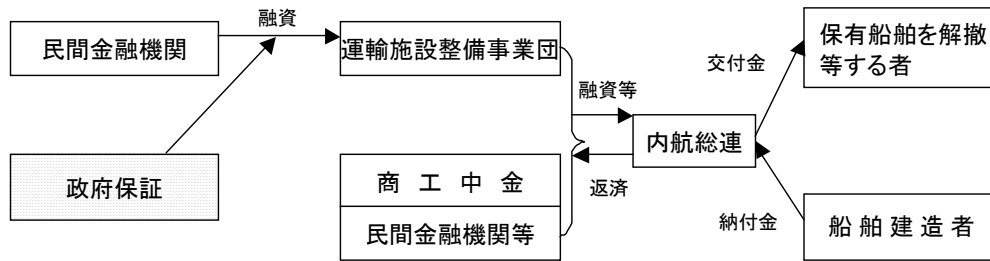 融資
民間金融機関
運輸施設整備事業団
保有船舶を解撤
等する者
交付金
融資等
内航総連
政府保証
商工中金
返済
民間金融機関等
納付金
船舶建造者